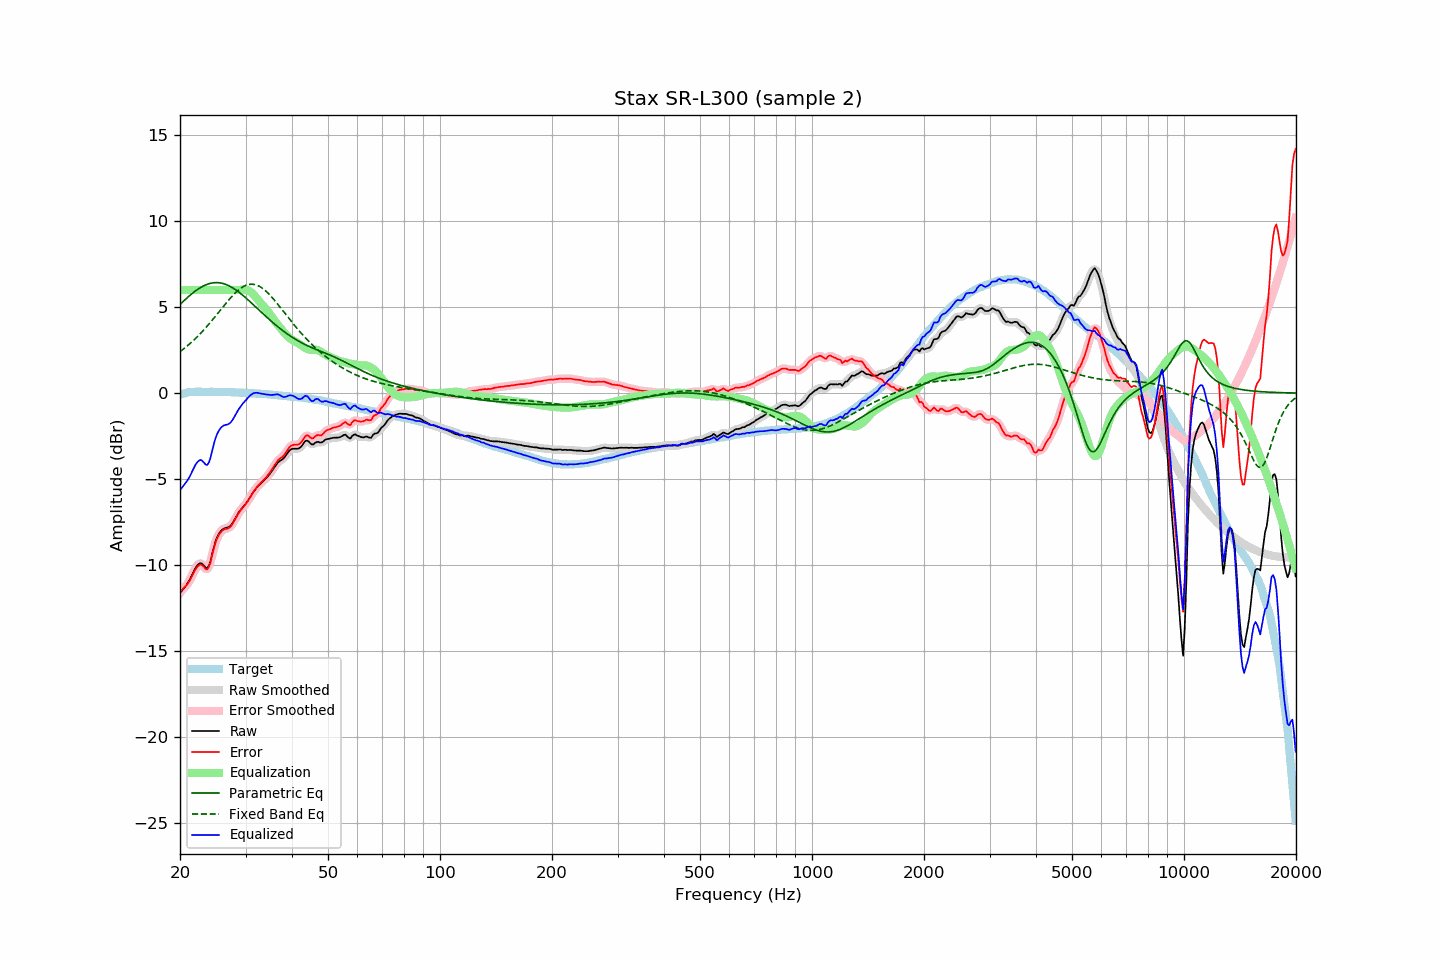 Stax SR-L300 (sample 2)
Amplitude (dBr)
15
10
5
0
−5
−10
−15
−20
−25
Target
Raw Smoothed
Error Smoothed
Raw
Error
Equalization
Parametric Eq
Fixed Band Eq
Equalized
20 50 100 200 500 1000 2000 5000 10000 20000
Frequency (Hz)